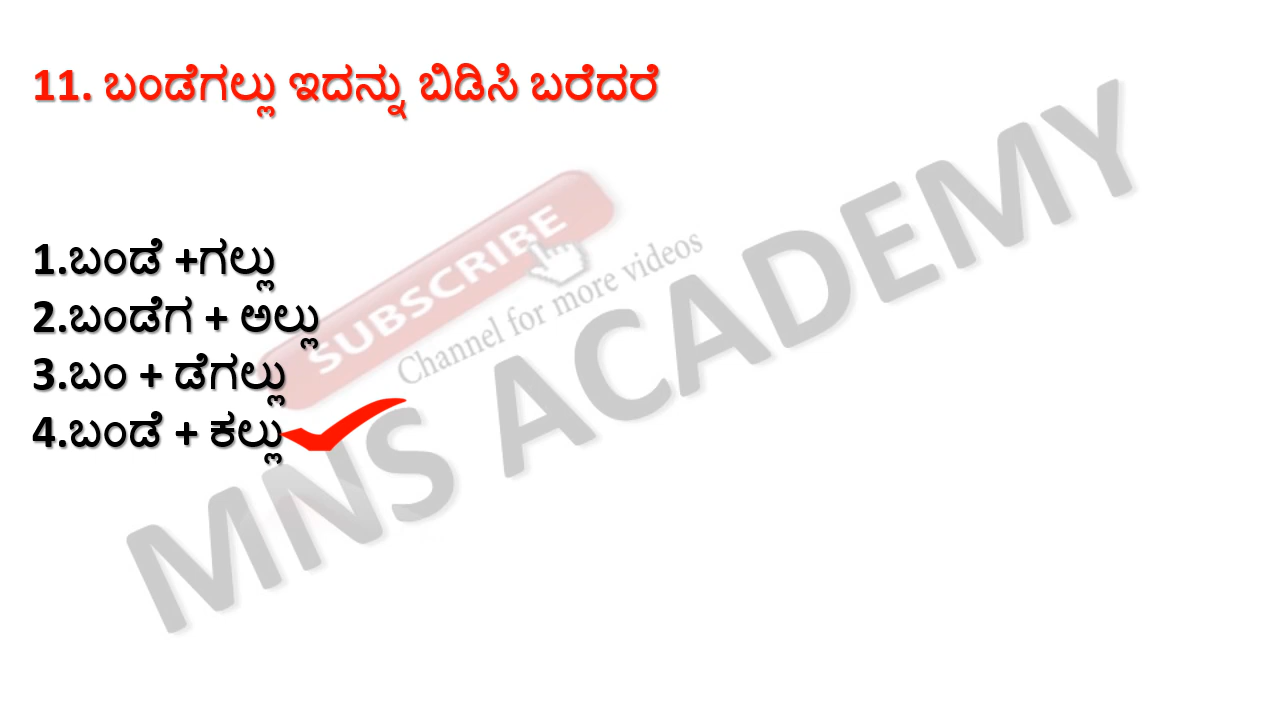 11. ಬಂಡೆಗಲ್ಲು ಇದನ್ನು ಬಿಡಿಸಿ ಬರೆದರೆ
1.ಬಂಡೆ +ಗಲ್ಲು
2.ಬಂಡೆಗ + ಅಲ್ಲು
3.ಬಂ + ಡೆಗಲ್ಲು
4.ಬಂಡೆ + ಕಲ್ಲು
SUBSCRIBE
Channel for more videos
MNS ACADEMY